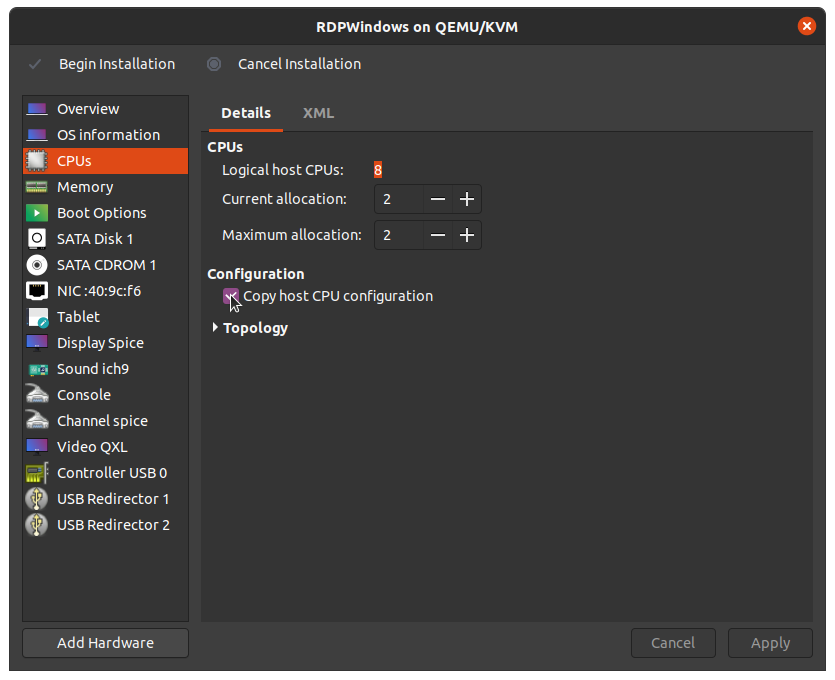 RDPWindows on QEMU/KVM
Begin Installation
Cancel Installation
Overview
OS information
CPUs
Memory
Boot Options
SATA Disk 1
SATA CDROM 1
NIC :40:9c:f6
Tablet
Display Spice
Sound ich9
Console
Channel spice
Video QXL
Controller USB 0
USB Redirector 1
USB Redirector 2
Add Hardware
Details
XML
CPUs
Logical host CPUs: 8
Current allocation: 2
Maximum allocation: 2
Configuration
Copy host CPU configuration
Topology
Cancel
Apply